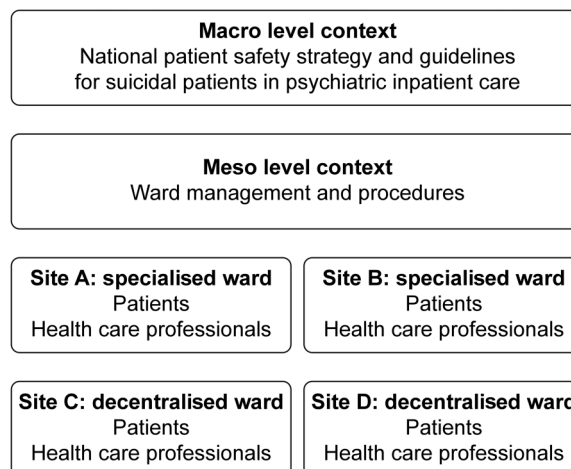 Macro level context
National patient safety strategy and guidelines
for suicidal patients in psychiatric inpatient care
Meso level context
Ward management and procedures
Site A: specialised ward
Patients
Health care professionals
Site B: specialised ward
Patients
Health care professionals
Site C: decentralised ward
Patients
Health care professionals
Site D: decentralised ward
Patients
Health care professionals